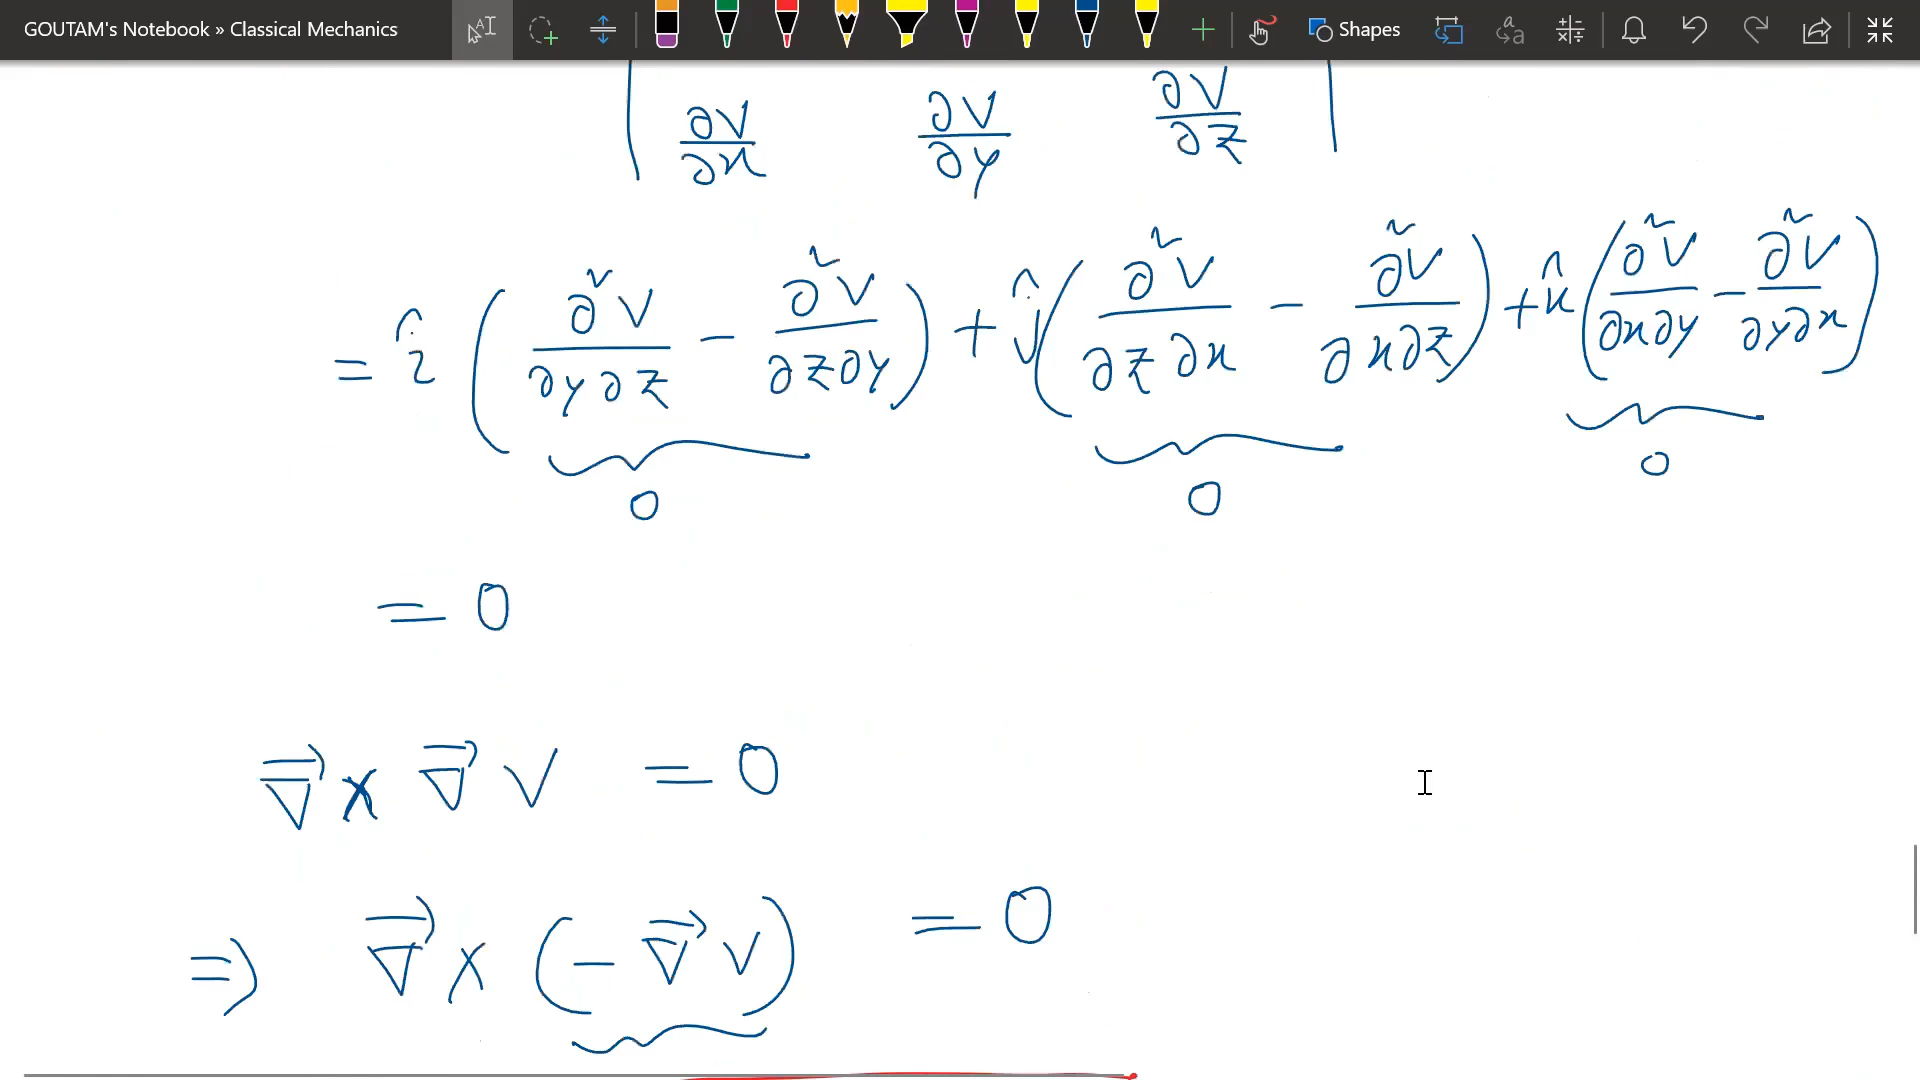 GOUTAM's Notebook » Classical Mechanics Shapes
∂V/∂x ∂V/∂y ∂V/∂z
= î (∂²V/∂y∂z − ∂²V/∂z∂y) + ĵ (∂²V/∂z∂x − ∂²V/∂x∂z) + k̂ (∂²V/∂x∂y − ∂²V/∂y∂x)
0 0 0
= 0
∇⃗ × ∇⃗ V = 0
⇒ ∇⃗ × (− ∇⃗ V) = 0